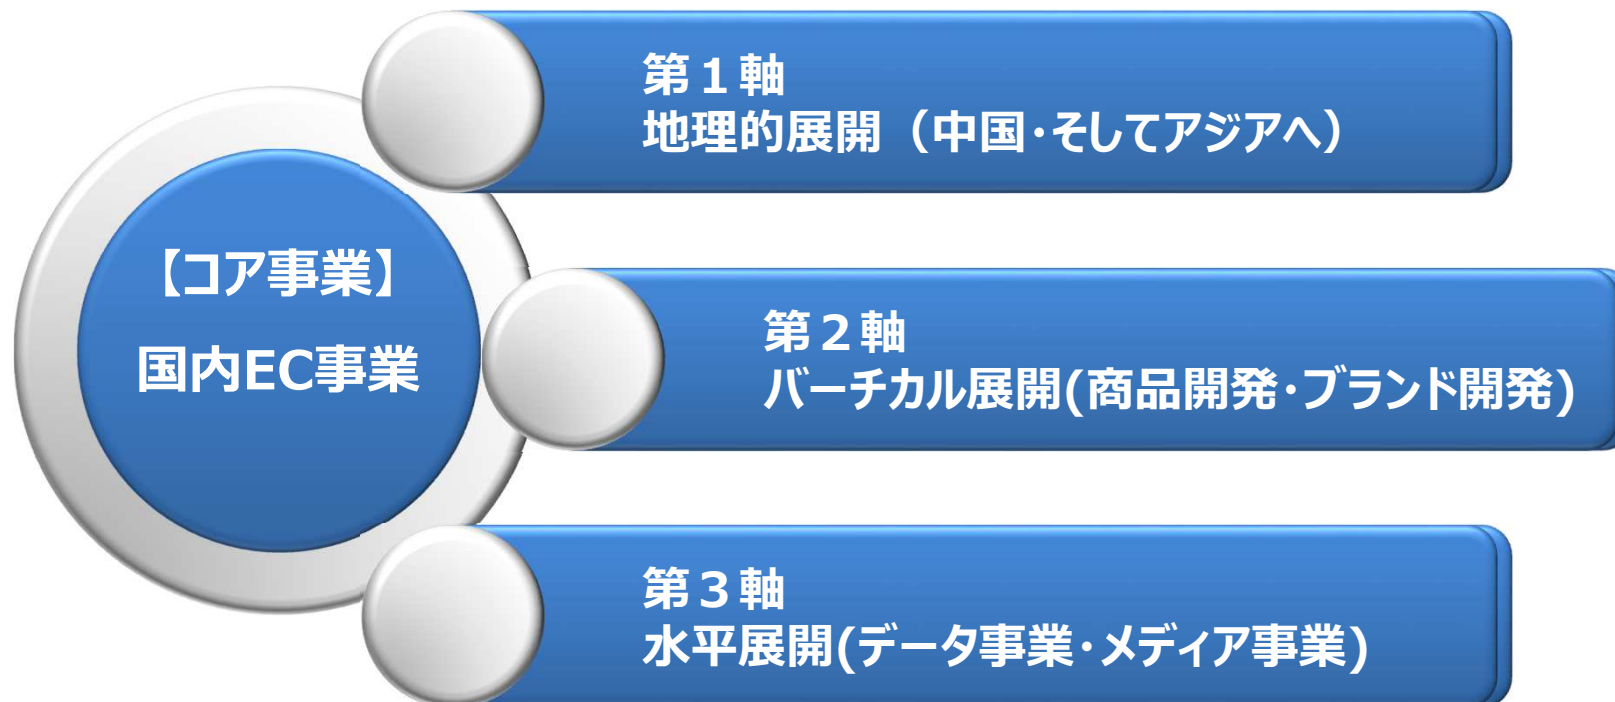 【コア事業】
国内EC事業
第１軸
地理的展開（中国･そしてアジアへ）
第２軸
バーチカル展開(商品開発･ブランド開発)
第３軸
水平展開(データ事業･メディア事業)